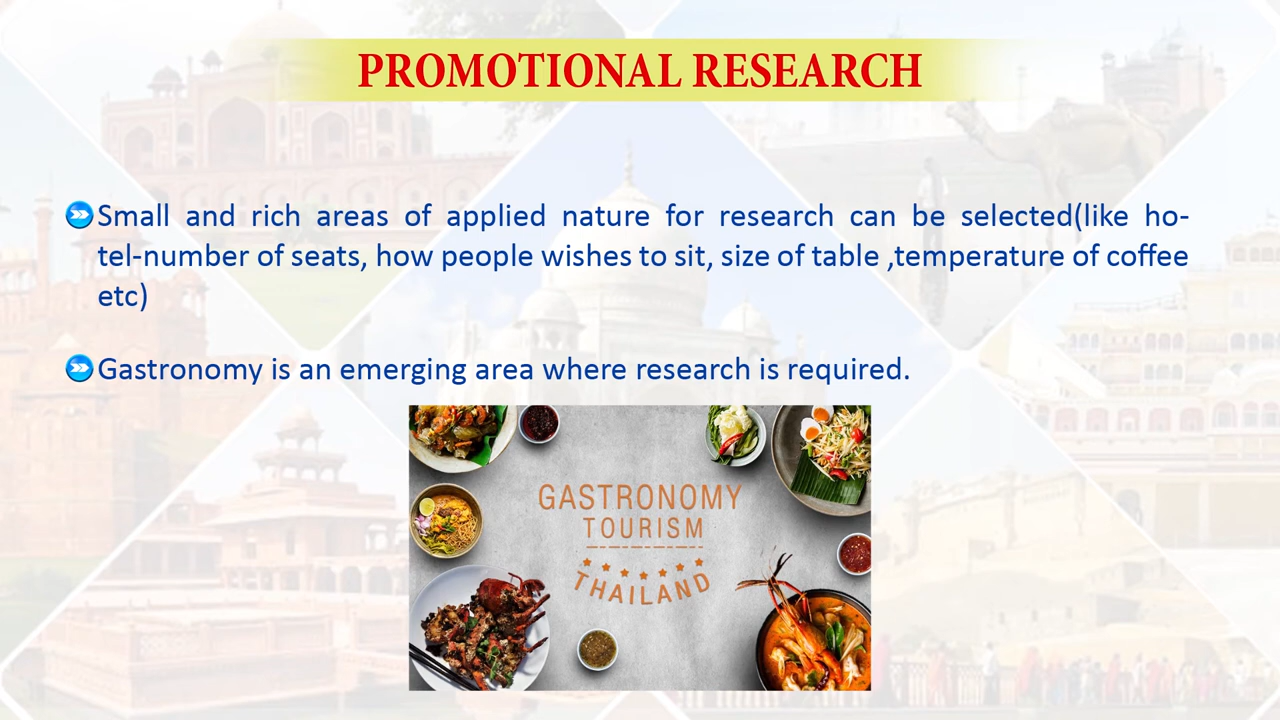 PROMOTIONAL RESEARCH
Small and rich areas of applied nature for research can be selected(like ho-
tel-number of seats, how people wishes to sit, size of table ,temperature of coffee
etc)
Gastronomy is an emerging area where research is required.
GASTRONOMY
TOURISM
THAILAND